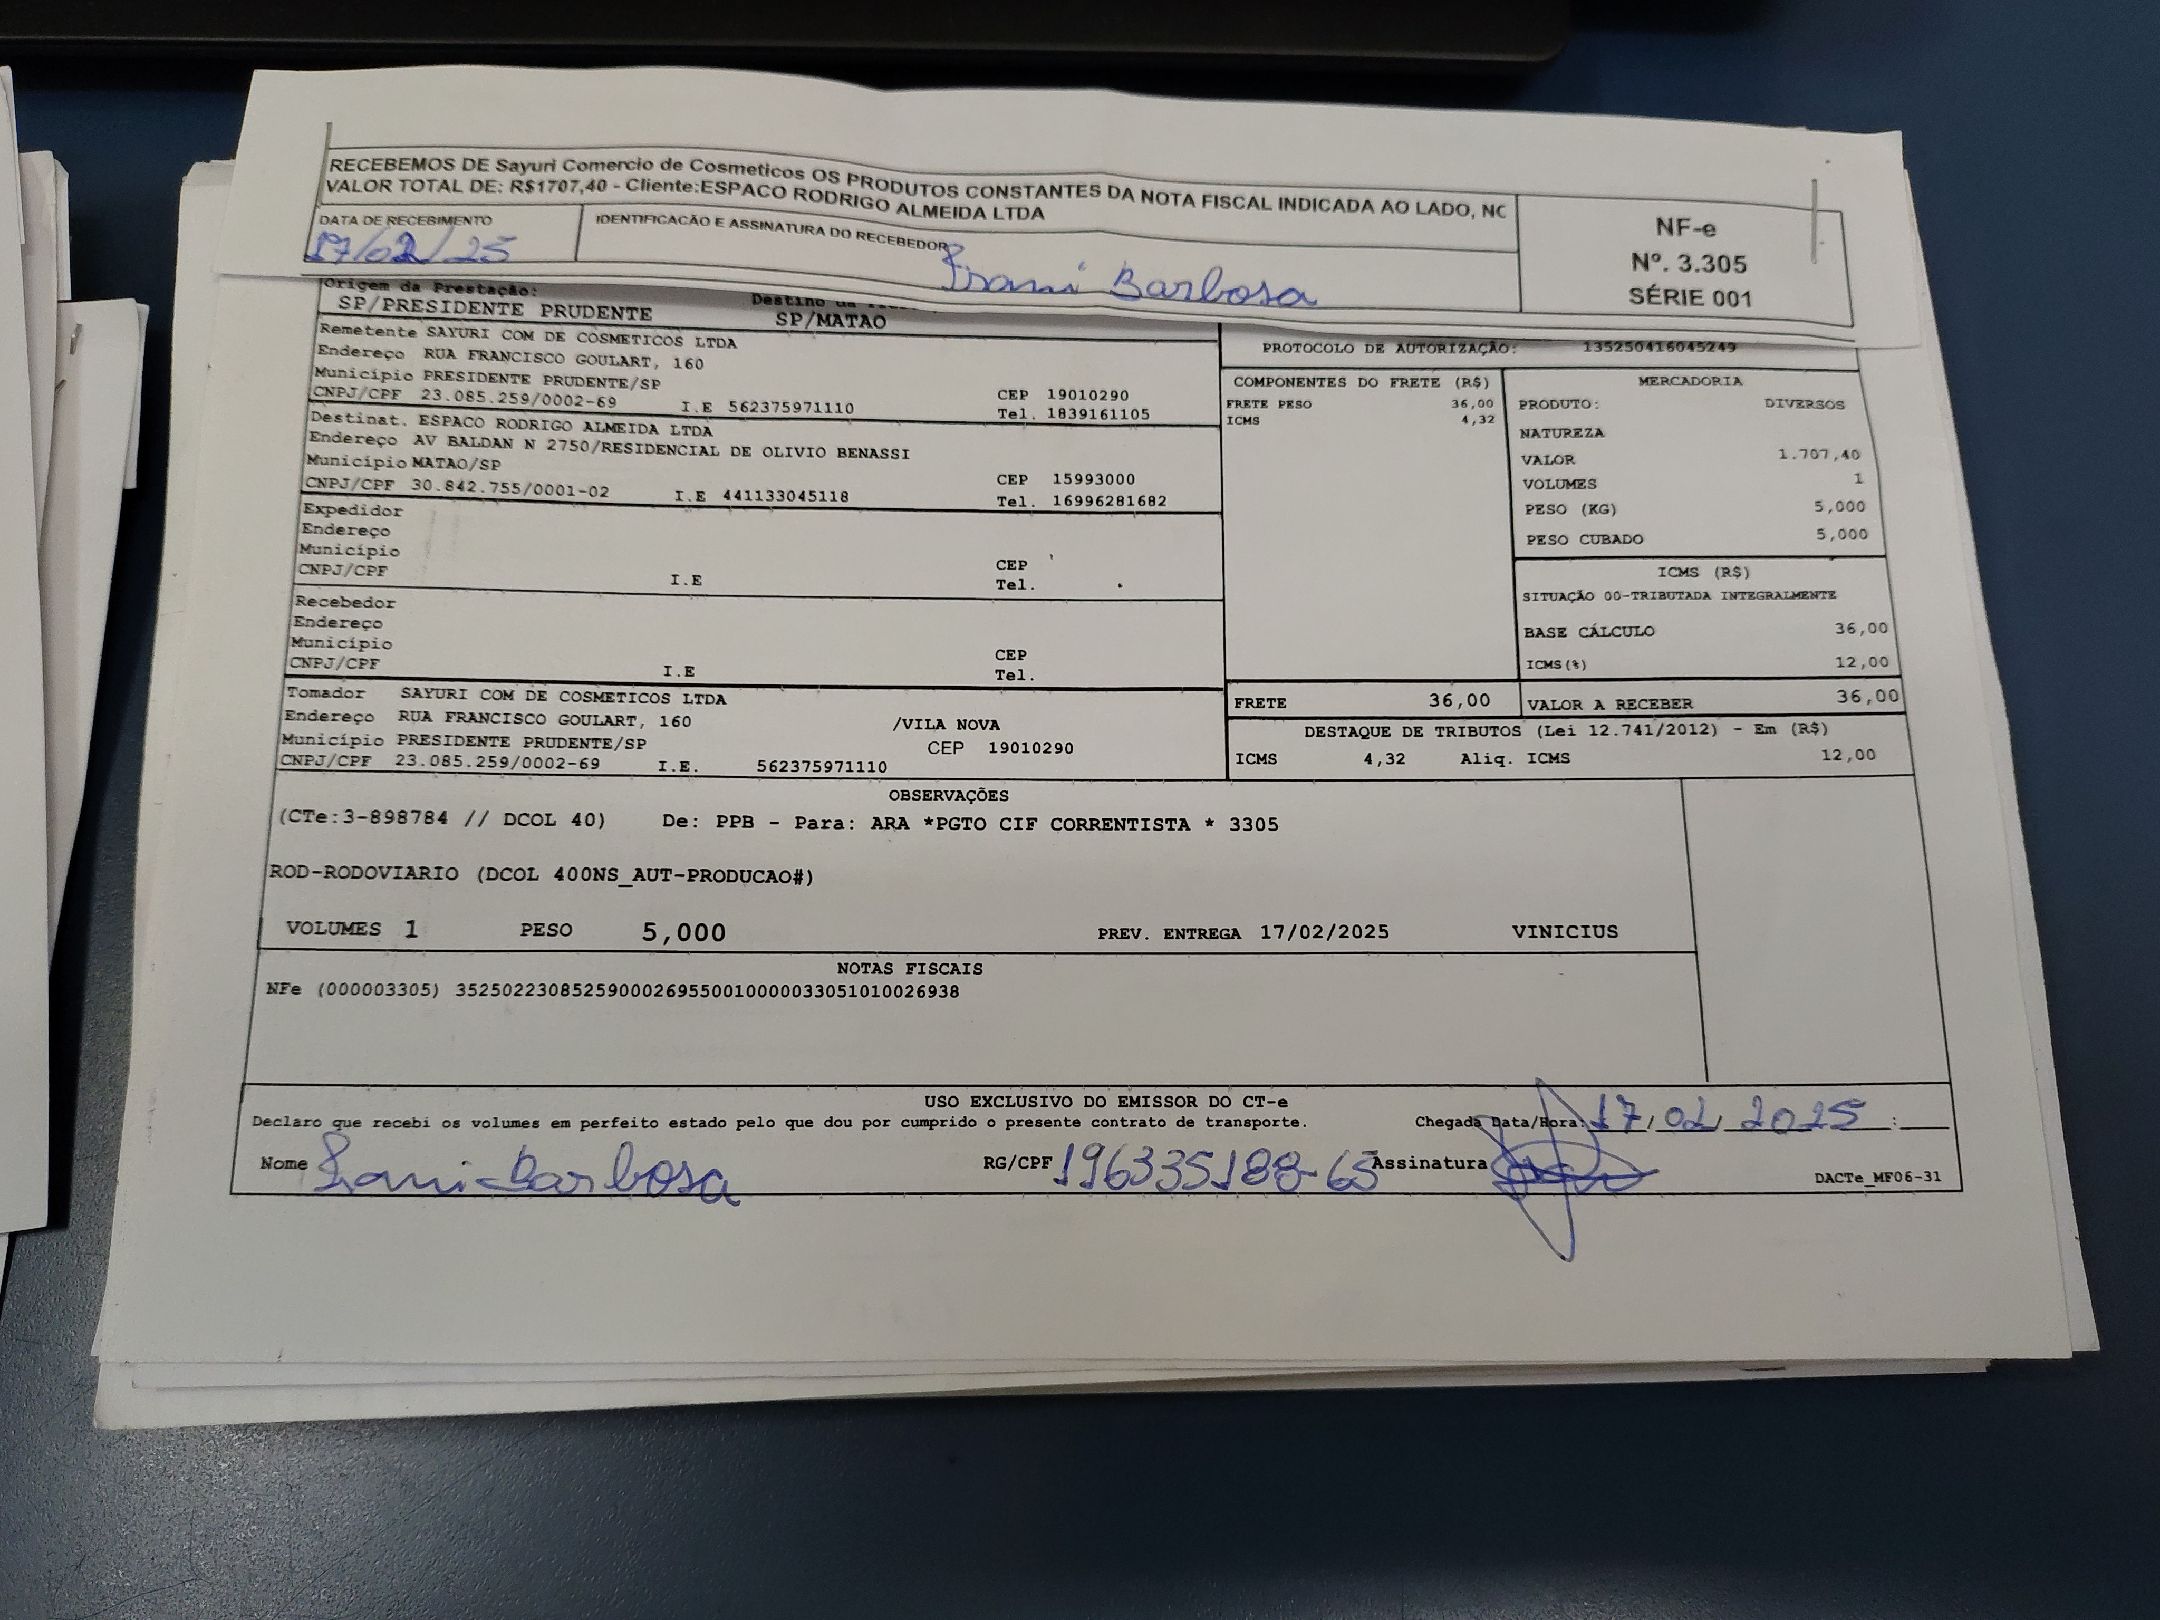 RECEBEMOS DE Sayuri Comercio de Cosmeticos OS PRODUTOS CONSTANTES DA NOTA FISCAL INDICADA AO LADO, NO
VALOR TOTAL DE: R$1707,40 - Cliente:ESPACO RODRIGO ALMEIDA LTDA
DATA DE RECEBIMENTO
17/02/25
IDENTIFICAÇÃO E ASSINATURA DO RECEBEDOR
Barbosa
NF-e
Nº. 3.305
SÉRIE 001
Origem da Prestação:
SP/PRESIDENTE PRUDENTE
Destino da
SP/MATAO
Remetente SAYURI COM DE COSMETICOS LTDA
Endereço RUA FRANCISCO GOULART, 160
Município PRESIDENTE PRUDENTE/SP
CEP 19010290
CNPJ/CPF 23.085.259/0002-69 I.E 562375971110 Tel. 1839161105
Destinat. ESPACO RODRIGO ALMEIDA LTDA
Endereço AV BALDAN N 2750/RESIDENCIAL DE OLIVIO BENASSI
Município MATAO/SP
CEP 15993000
CNPJ/CPF 30.842.755/0001-02 I.E 441133045118 Tel. 16996281682
Expedidor
Endereço
Município
CEP
CNPJ/CPF I.E Tel.
Recebedor
Endereço
Município
CEP
CNPJ/CPF I.E Tel.
Tomador SAYURI COM DE COSMETICOS LTDA
Endereço RUA FRANCISCO GOULART, 160 /VILA NOVA
Município PRESIDENTE PRUDENTE/SP CEP 19010290
CNPJ/CPF 23.085.259/0002-69 I.E. 562375971110
PROTOCOLO DE AUTORIZAÇÃO: 135250416045249
COMPONENTES DO FRETE (R$)
FRETE PESO 36,00
ICMS 4,32
MERCADORIA
PRODUTO: DIVERSOS
NATUREZA
VALOR 1.707,40
VOLUMES 1
PESO (KG) 5,000
PESO CUBADO 5,000
ICMS (R$)
SITUAÇÃO 00-TRIBUTADA INTEGRALMENTE
BASE CÁLCULO 36,00
ICMS(%) 12,00
FRETE 36,00
VALOR A RECEBER 36,00
DESTAQUE DE TRIBUTOS (Lei 12.741/2012) - Em (R$)
ICMS 4,32 Aliq. ICMS 12,00
OBSERVAÇÕES
(CTe:3-898784 // DCOL 40) De: PPB - Para: ARA *PGTO CIF CORRENTISTA * 3305
ROD-RODOVIARIO (DCOL 400NS_AUT-PRODUCAO#)
VOLUMES 1 PESO 5,000 PREV. ENTREGA 17/02/2025 VINICIUS
NOTAS FISCAIS
NFe (000003305) 35250223085259000269550010000033051010026938
USO EXCLUSIVO DO EMISSOR DO CT-e
Declaro que recebi os volumes em perfeito estado pelo que dou por cumprido o presente contrato de transporte.
Chegada Data/Hora: 17/02/2025 :
Nome Barbosa RG/CPF 196335188-65 Assinatura
DACTe_MF06-31